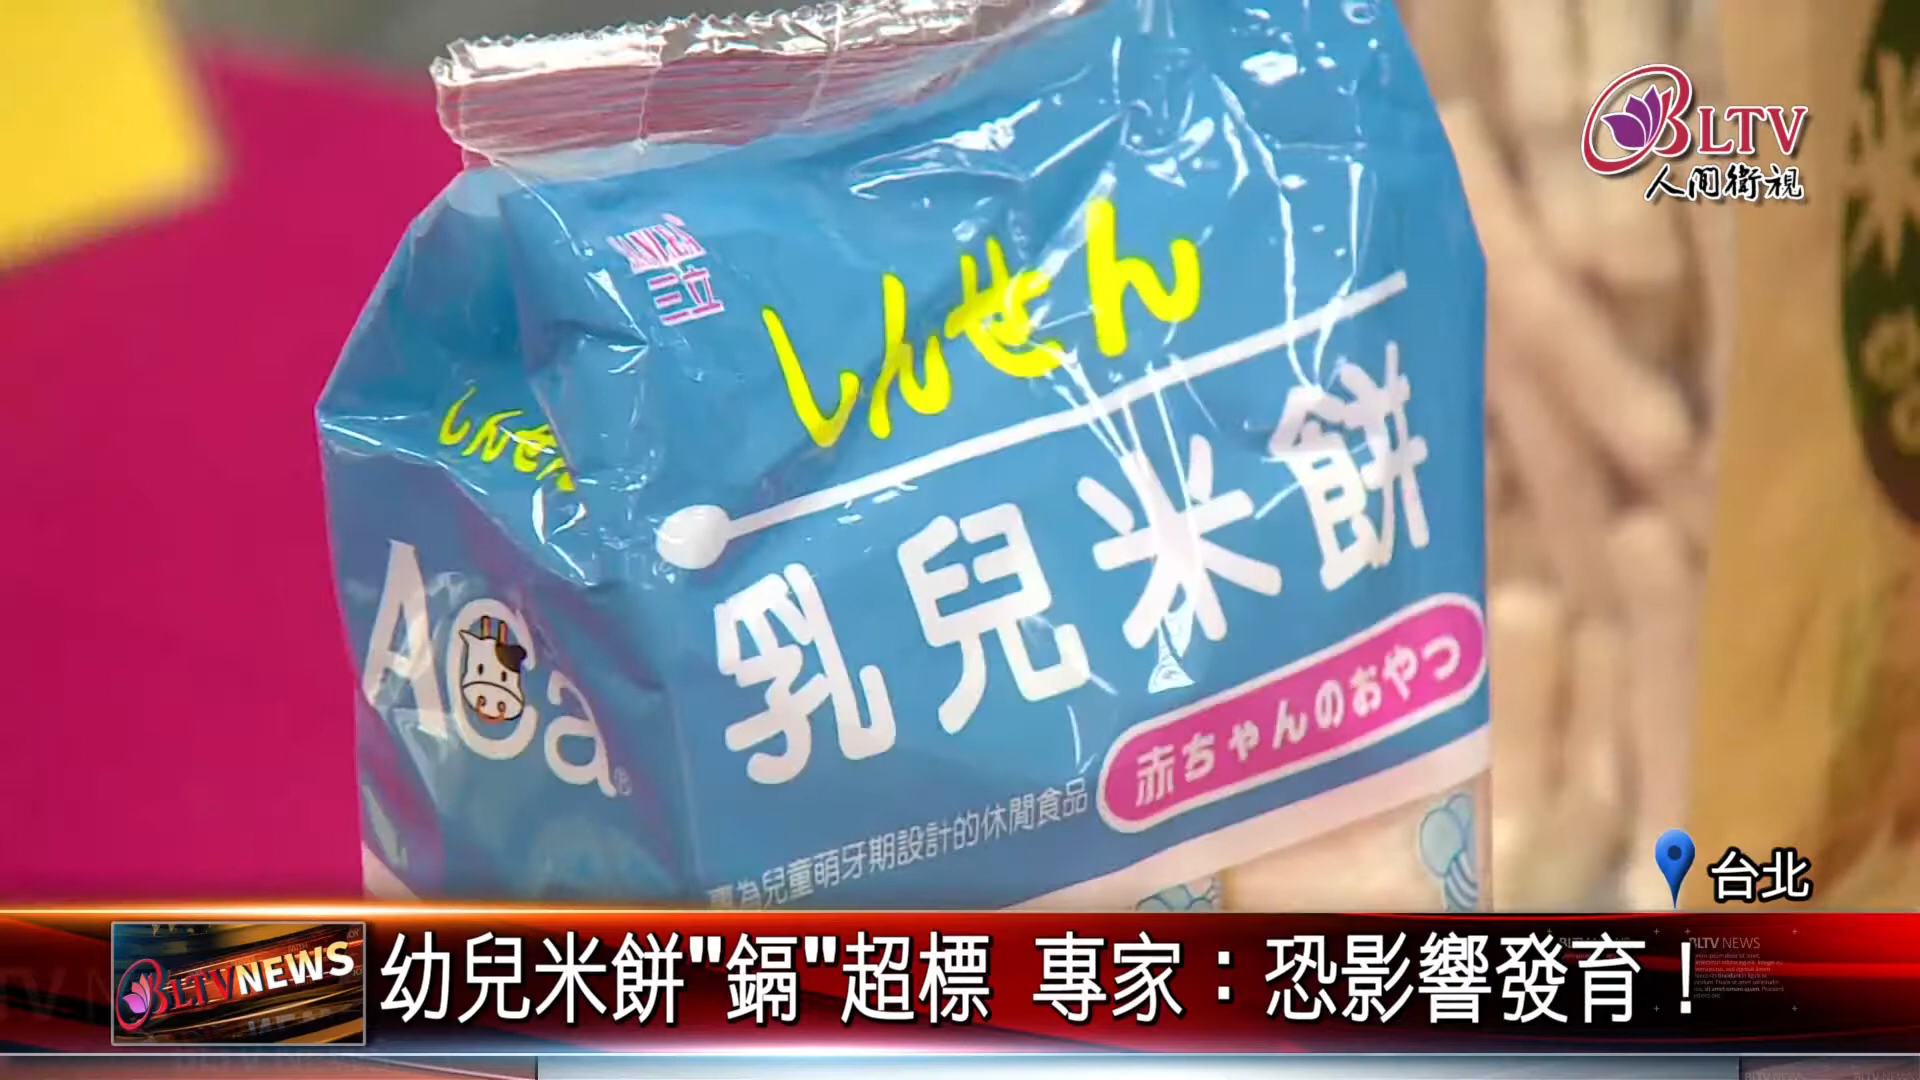 BLTV
人間衛視
SANLEA
三立
しんせん
しんせん
乳兒米餅
ACa®
赤ちゃんのおやつ
專為兒童萌牙期設計的休閒食品
台北
BLTVNEWS
幼兒米餅"鎘"超標 專家：恐影響發育！
BLTV NEWS